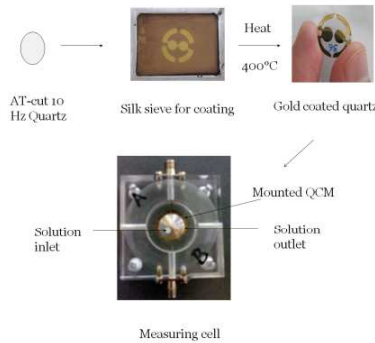 Heat
400°C
AT-cut 10
Hz Quartz
Silk sieve for coating
Gold coated quartz
36
Mounted QCM
A
Solution
inlet
Solution
outlet
B
Measuring cell